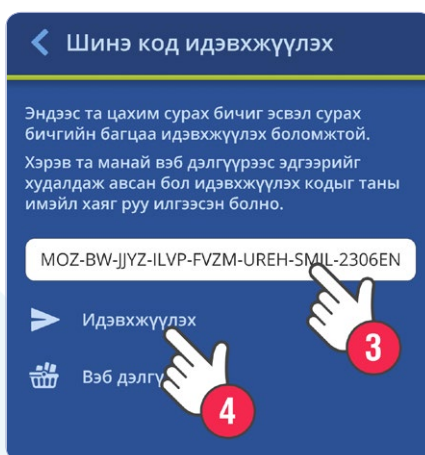 Шинэ код идэвхжүүлэх
Эндээс та цахим сурах бичиг эсвэл сурах
бичгийн багцаа идэвхжүүлэх боломжтой.
Хэрэв та манай вэб дэлгүүрээс эдгээрийг
худалдаж авсан бол идэвхжүүлэх кодыг таны
имэйл хаяг руу илгээсэн болно.
MOZ-BW-JJYZ-ILVP-FVZM-UREH-SMJL-2306EN
3
Идэвхжүүлэх
Вэб
4